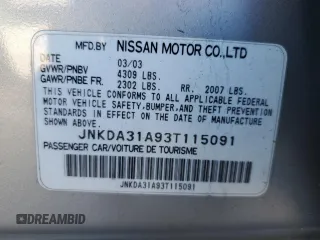 MFD.BY NISSAN MOTOR CO.,LTD
DATE 03/03
GVWR/PNBV 4309 LBS.
GAWR/PNBE FR. 2302 LBS. RR. 2007 LBS.
THIS VEHICLE CONFORMS TO ALL APPLICABLE FEDERAL
MOTOR VEHICLE SAFETY,BUMPER,AND THEFT PREVENTION
STANDARDS IN EFFECT ON THE DATE OF MANUFACTURE
SHOWN ABOVE.
JNKDA31A93T115091
PASSENGER CAR/VOITURE DE TOURISME
JNKDA31A93T115091
DREAMBID